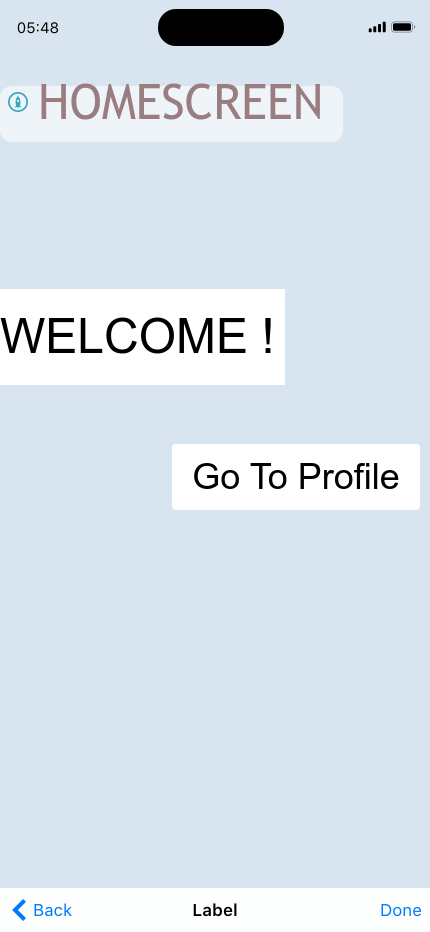 05:48
HOMESCREEN
WELCOME !
Go To Profile
Back
Label
Done